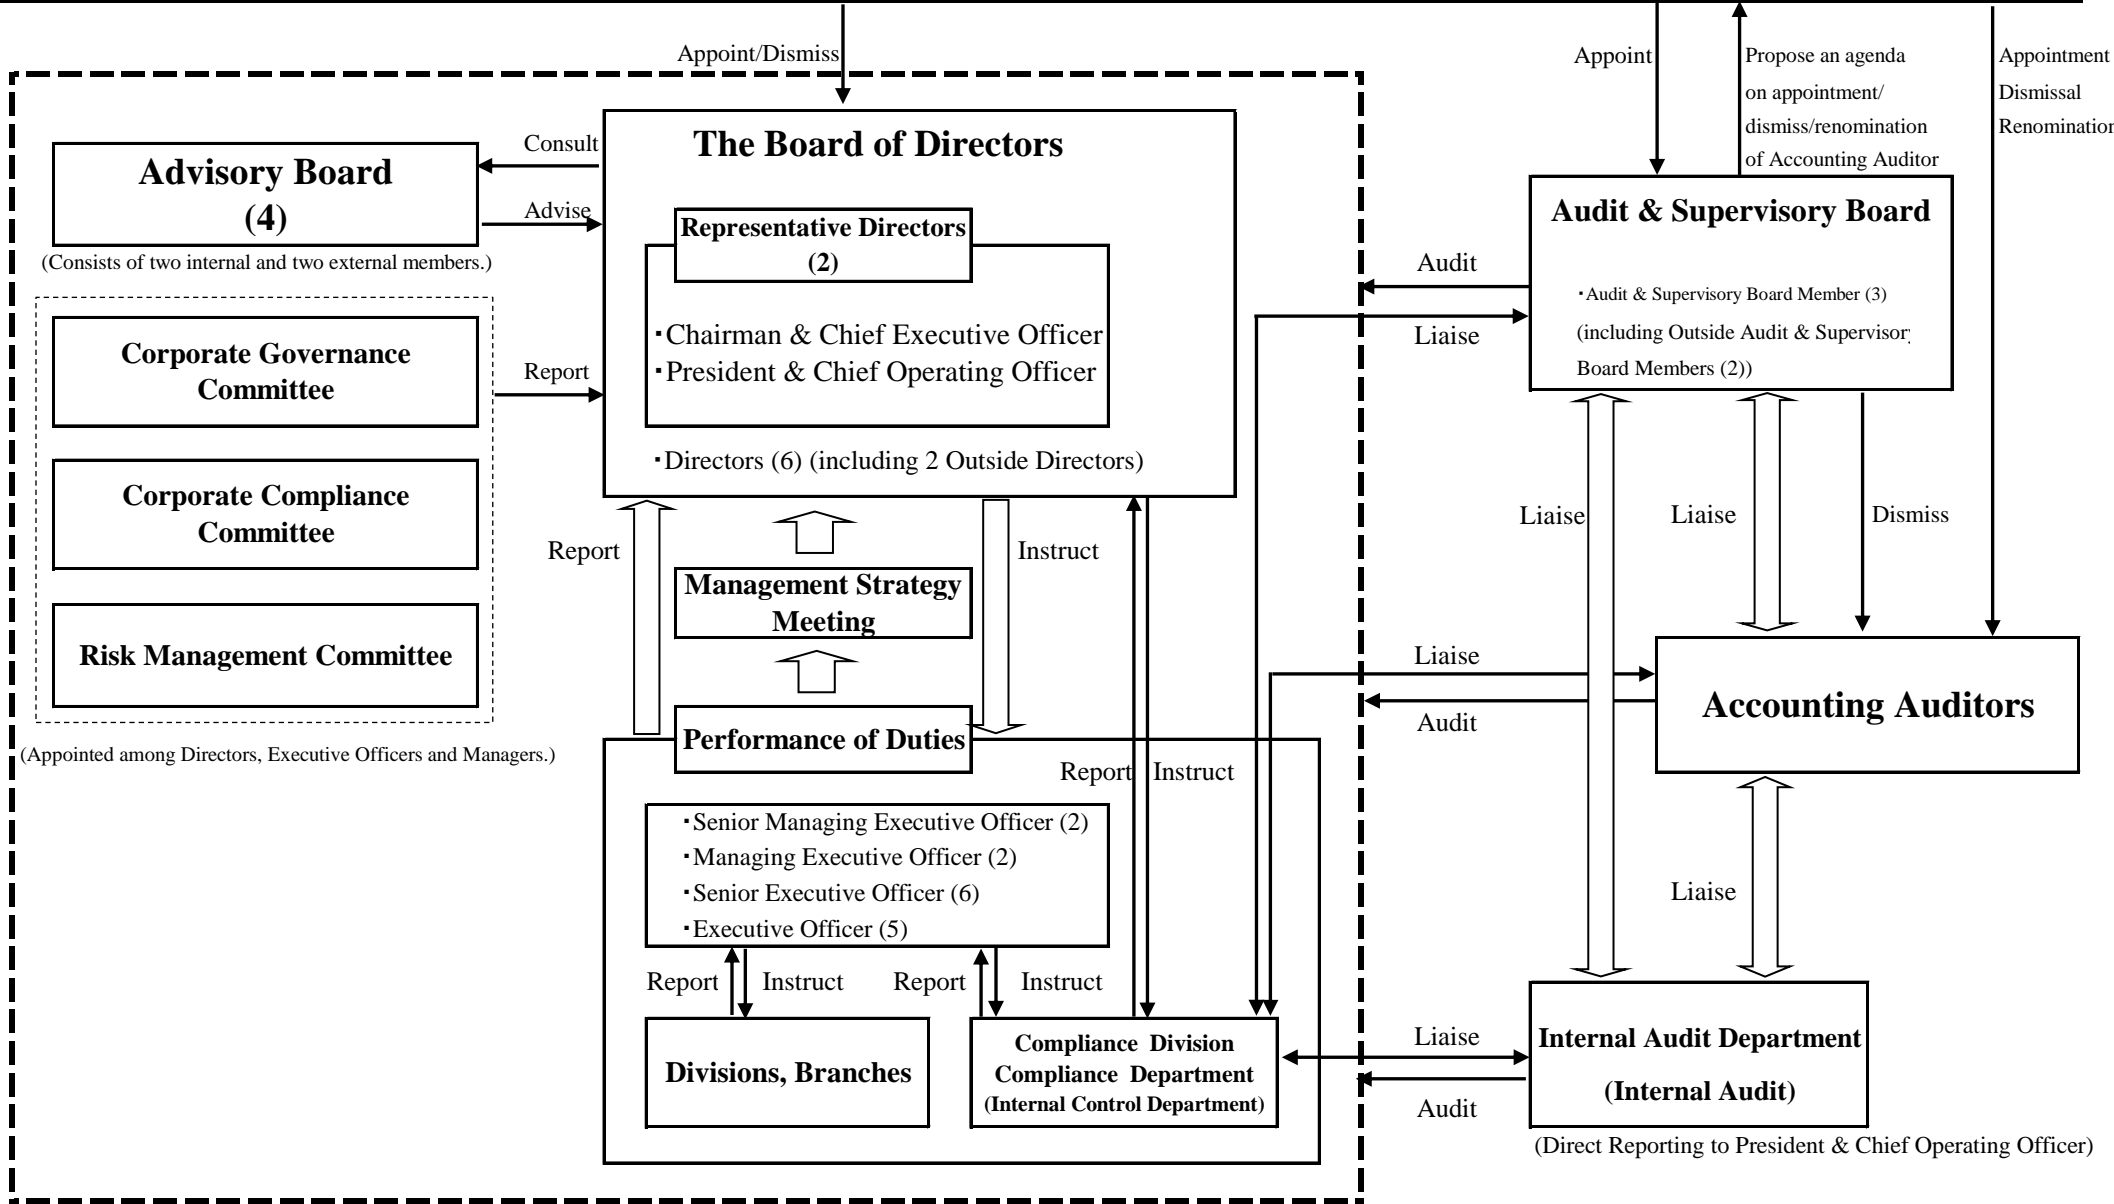 Appoint/Dismiss
Appoint
Propose an agenda
on appointment/
dismiss/renomination
of Accounting Auditor
Appointment
Dismissal
Renomination
The Board of Directors
Consult
Advise
Advisory Board
(4)
(Consists of two internal and two external members.)
Representative Directors
(2)
・Chairman & Chief Executive Officer
・President & Chief Operating Officer
・Directors (6) (including 2 Outside Directors)
Corporate Governance
Committee
Report
Corporate Compliance
Committee
Risk Management Committee
(Appointed among Directors, Executive Officers and Managers.)
Audit & Supervisory Board
・Audit & Supervisory Board Member (3)
(including Outside Audit & Supervisory
Board Members (2))
Audit
Liaise
Report
Instruct
Management Strategy
Meeting
Performance of Duties
Report
Instruct
・Senior Managing Executive Officer (2)
・Managing Executive Officer (2)
・Senior Executive Officer (6)
・Executive Officer (5)
Report
Instruct
Report
Instruct
Divisions, Branches
Compliance Division
Compliance Department
(Internal Control Department)
Liaise
Liaise
Dismiss
Liaise
Audit
Accounting Auditors
Liaise
Liaise
Audit
Internal Audit Department
(Internal Audit)
(Direct Reporting to President & Chief Operating Officer)